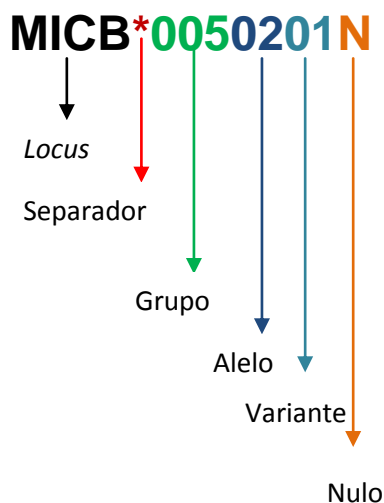 MICB*0050201N
Locus
Separador
Grupo
Alelo
Variante
Nulo